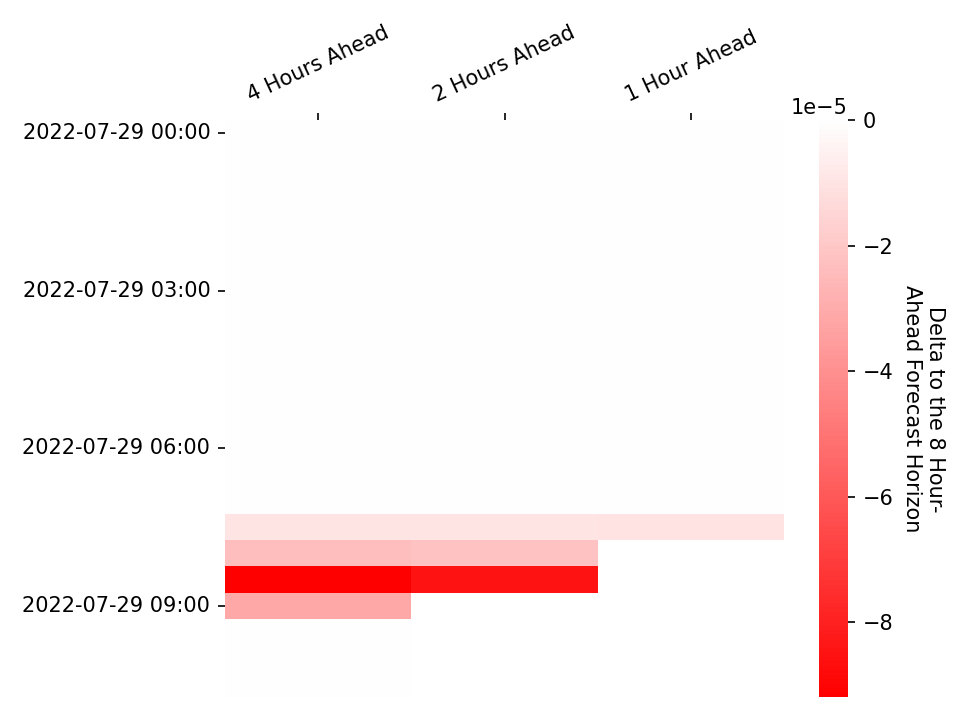 4 Hours Ahead
2 Hours Ahead
1 Hour Ahead
1e−5
2022-07-29 00:00
2022-07-29 03:00
2022-07-29 06:00
2022-07-29 09:00
0
−2
−4
−6
−8
Delta to the 8 Hour-
Ahead Forecast Horizon